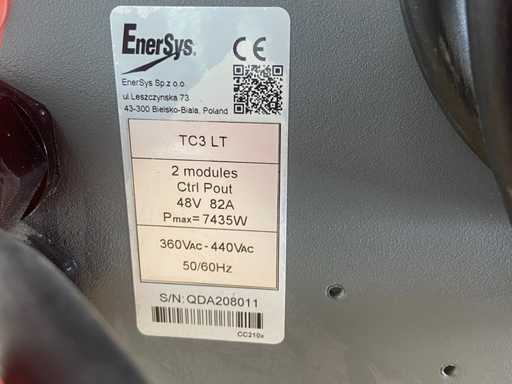 EnerSys.
CE
EnerSys Sp.z o.o
ul.Leszczynska 73
43-300 Bielsko-Biala, Poland
TC3 LT
2 modules
Ctrl Pout
48V 82A
Pmax= 7435W
360VAC - 440VAC
50/60Hz
S/N: QDA208011
CC210x